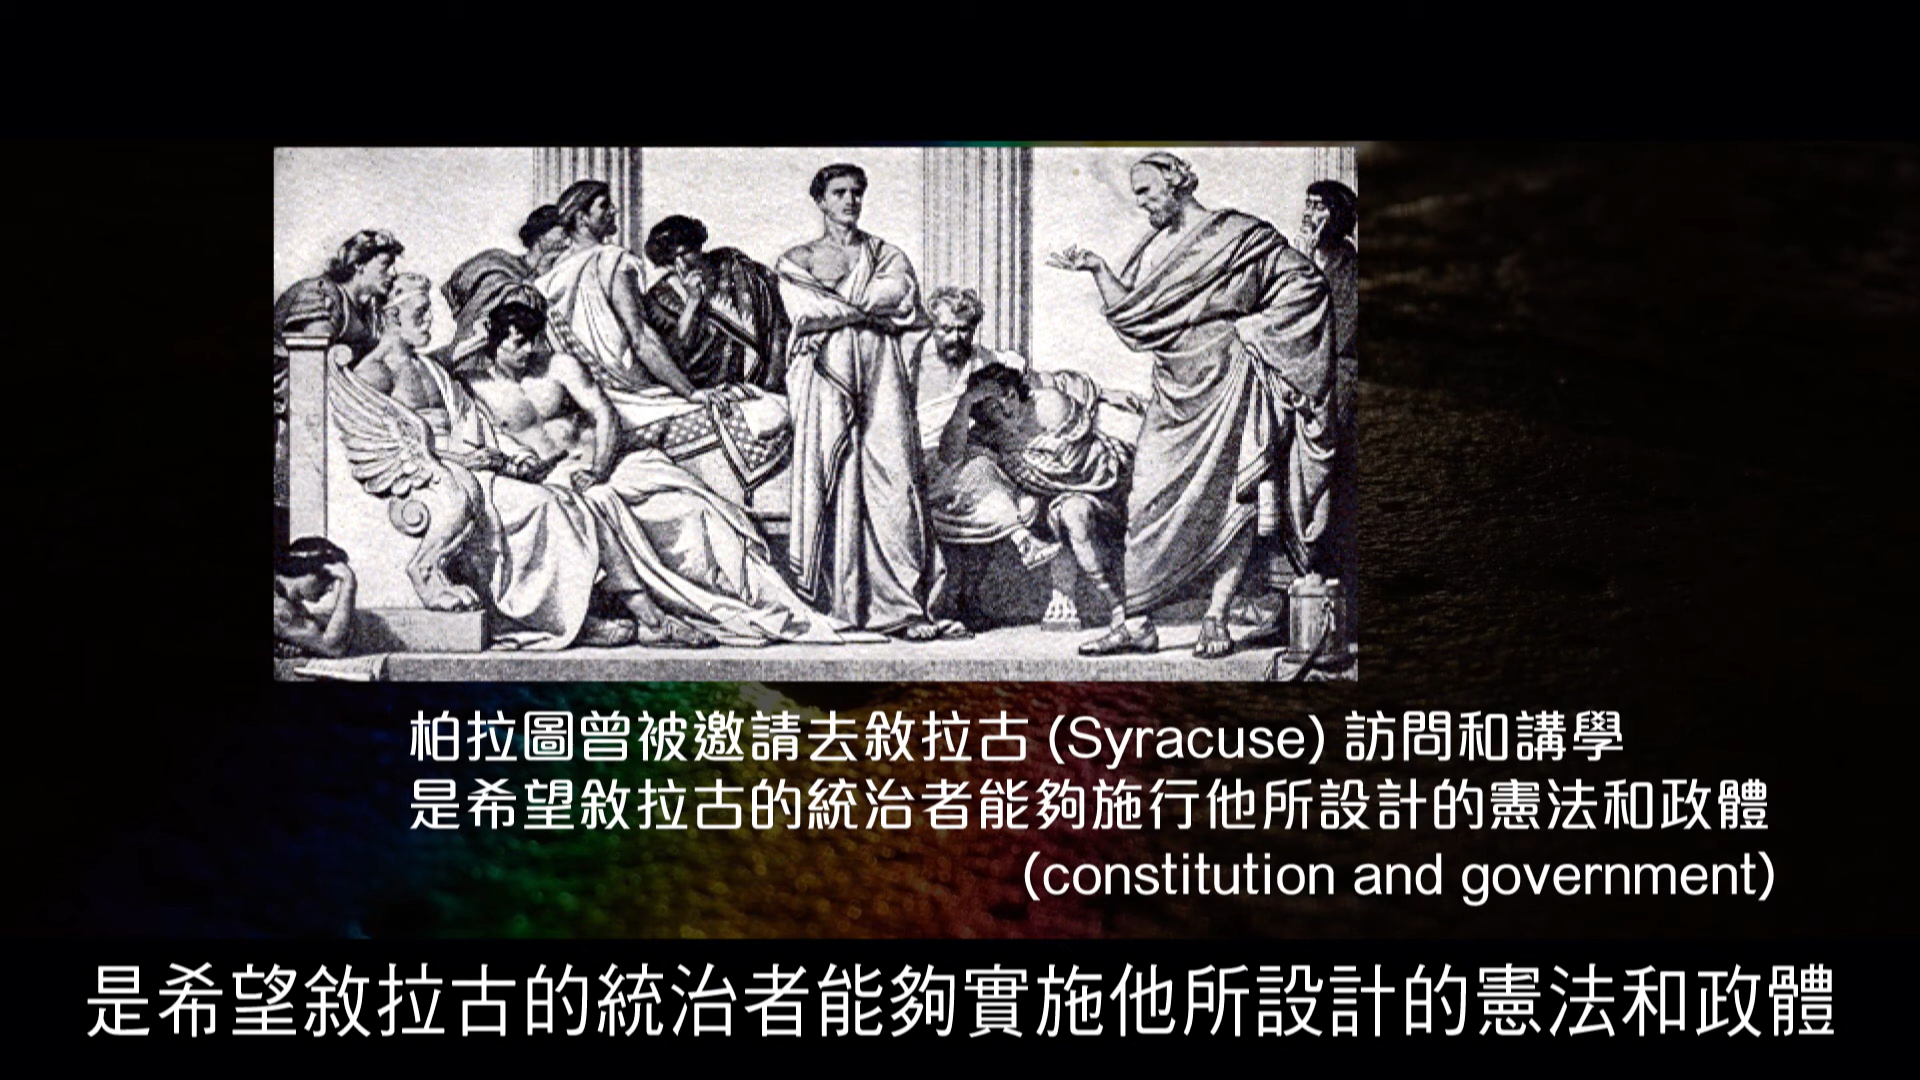 柏拉圖曾被邀請去敘拉古 (Syracuse) 訪問和講學
是希望敘拉古的統治者能夠施行他所設計的憲法和政體
(constitution and government)
是希望敘拉古的統治者能夠實施他所設計的憲法和政體